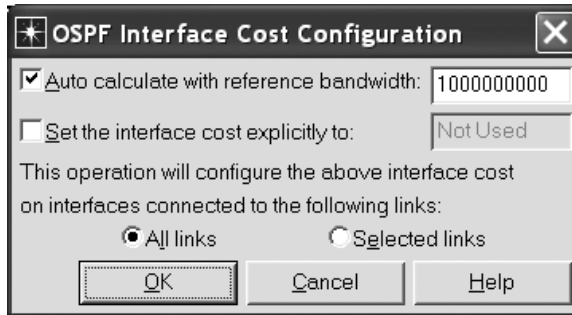 OSPF Interface Cost Configuration
Auto calculate with reference bandwidth: 1000000000
Set the interface cost explicitly to: Not Used
This operation will configure the above interface cost
on interfaces connected to the following links:
All links Selected links
OK Cancel Help